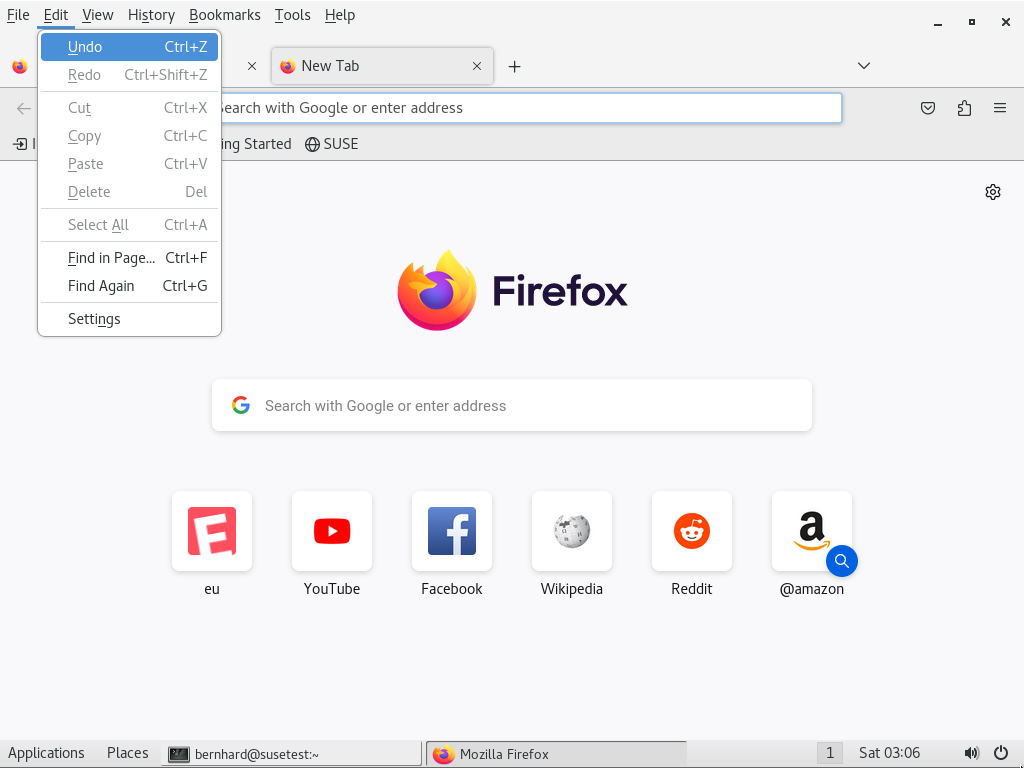 File Edit View History Bookmarks Tools Help
New Tab
Undo Ctrl+Z
Redo Ctrl+Shift+Z
Cut Ctrl+X
Search with Google or enter address
Copy Ctrl+C
Started
SUSE
Paste Ctrl+V
Delete Del
Select All Ctrl+A
Find in Page... Ctrl+F
Find Again Ctrl+G
Settings
Firefox
Search with Google or enter address
eu
YouTube
Facebook
Wikipedia
Reddit
@amazon
Applications Places bernhard@susetest:~ Mozilla Firefox 1 Sat 03:06